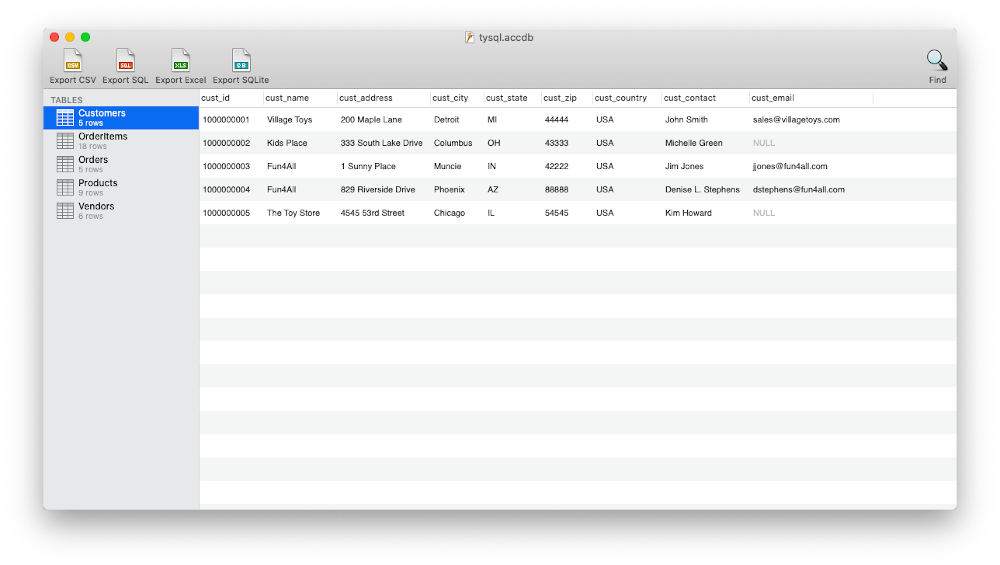 tysql.accdb
CSV SQL XLS DB
Export CSV Export SQL Export Excel Export SQLite Find
TABLES
Customers
5 rows
OrderItems
18 rows
Orders
5 rows
Products
9 rows
Vendors
6 rows
cust_id cust_name cust_address cust_city cust_state cust_zip cust_country cust_contact cust_email
1000000001 Village Toys 200 Maple Lane Detroit MI 44444 USA John Smith sales@villagetoys.com
1000000002 Kids Place 333 South Lake Drive Columbus OH 43333 USA Michelle Green NULL
1000000003 Fun4All 1 Sunny Place Muncie IN 42222 USA Jim Jones jjones@fun4all.com
1000000004 Fun4All 829 Riverside Drive Phoenix AZ 88888 USA Denise L. Stephens dstephens@fun4all.com
1000000005 The Toy Store 4545 53rd Street Chicago IL 54545 USA Kim Howard NULL